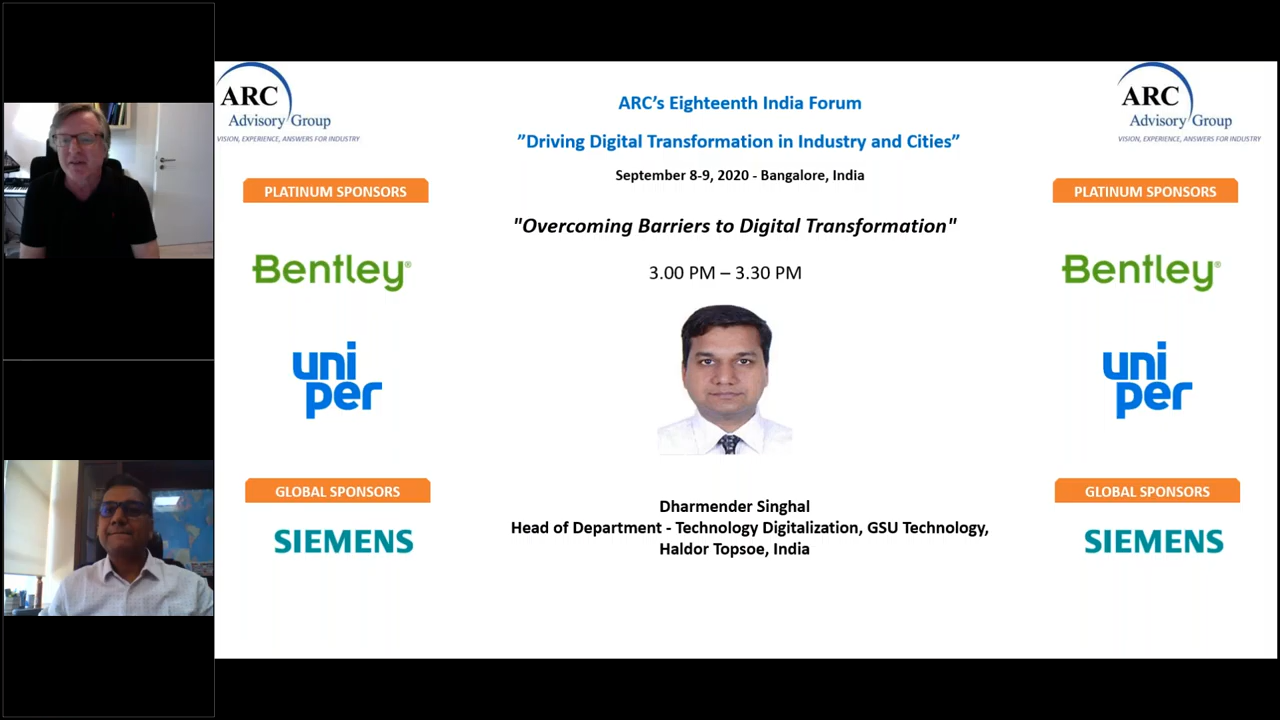 ARC
Advisory Group
VISION, EXPERIENCE, ANSWERS FOR INDUSTRY
ARC's Eighteenth India Forum
”Driving Digital Transformation in Industry and Cities”
September 8-9, 2020 - Bangalore, India
ARC
Advisory Group
VISION, EXPERIENCE, ANSWERS FOR INDUSTRY
PLATINUM SPONSORS
Bentley®
uni
per
GLOBAL SPONSORS
SIEMENS
"Overcoming Barriers to Digital Transformation"
3.00 PM – 3.30 PM
Dharmender Singhal
Head of Department - Technology Digitalization, GSU Technology,
Haldor Topsoe, India
PLATINUM SPONSORS
Bentley®
uni
per
GLOBAL SPONSORS
SIEMENS